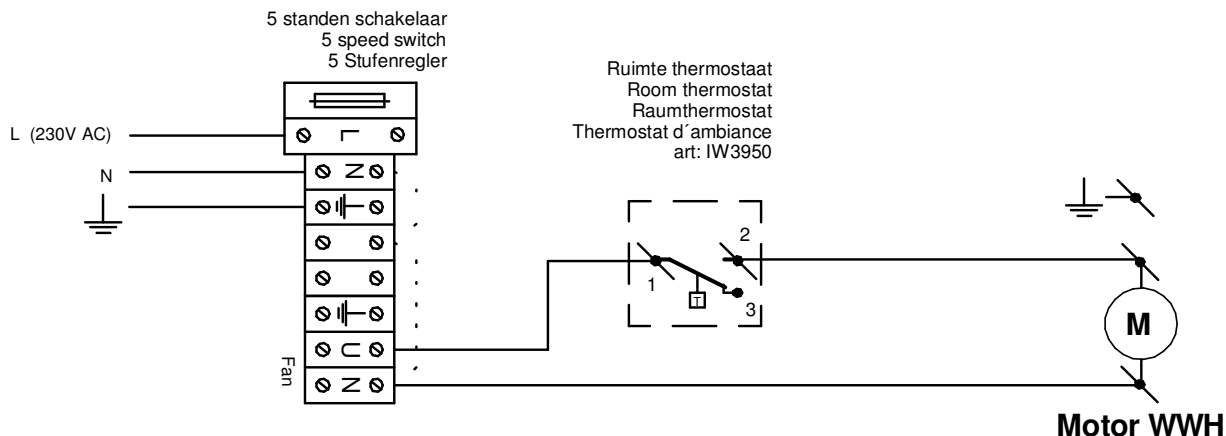 5 standen schakelaar
5 speed switch
5 Stufenregler
Ruimte thermostaat
Room thermostat
Raumthermostat
Thermostat d´ambiance
art: IW3950
L (230V AC)
L
N
N
2
1
T
3
U
Fan
N
M
Motor WWH